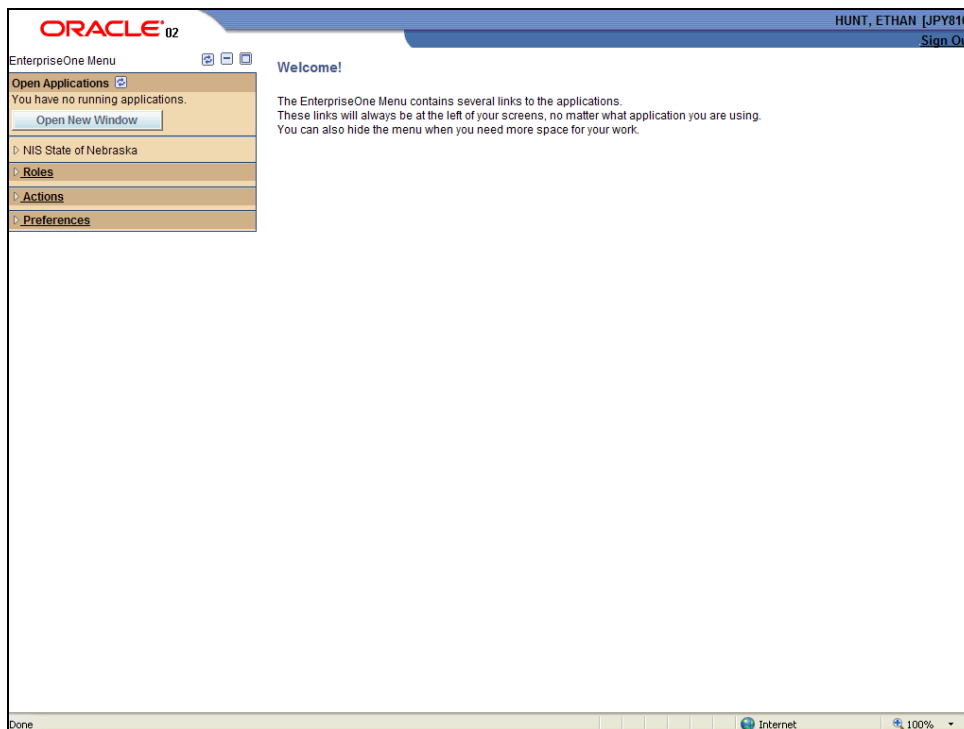 ORACLE 02
HUNT, ETHAN [JPY810
Sign Ou
EnterpriseOne Menu
Open Applications
You have no running applications.
Open New Window
NIS State of Nebraska
Roles
Actions
Preferences
Welcome!
The EnterpriseOne Menu contains several links to the applications.
These links will always be at the left of your screens, no matter what application you are using.
You can also hide the menu when you need more space for your work.
Done
Internet
100%